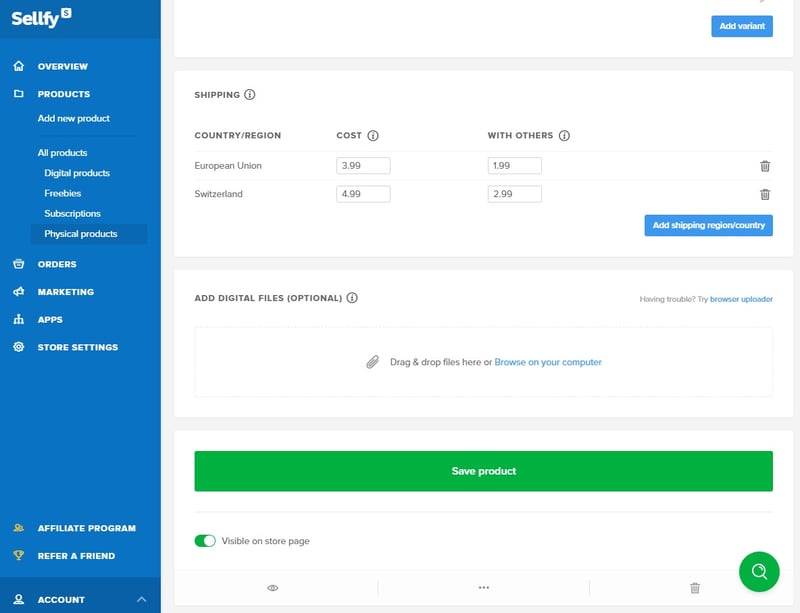 Sellfy S
OVERVIEW
PRODUCTS
Add new product
All products
Digital products
Freebies
Subscriptions
Physical products
ORDERS
MARKETING
APPS
STORE SETTINGS
AFFILIATE PROGRAM
REFER A FRIEND
ACCOUNT
Add variant
SHIPPING
COUNTRY/REGION COST WITH OTHERS
European Union 3.99 1.99
Switzerland 4.99 2.99
Add shipping region/country
ADD DIGITAL FILES (OPTIONAL) Having trouble? Try browser uploader
Drag & drop files here or Browse on your computer
Save product
Visible on store page